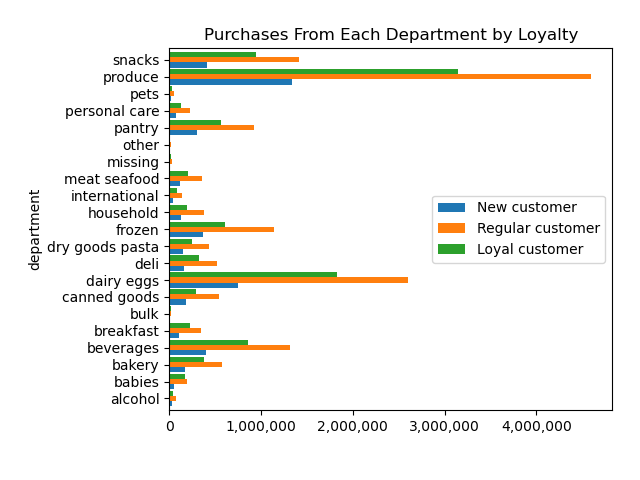 Purchases From Each Department by Loyalty
snacks
produce
pets
personal care
pantry
other
missing
meat seafood
international
household
frozen
dry goods pasta
deli
dairy eggs
canned goods
bulk
breakfast
beverages
bakery
babies
alcohol
department
New customer
Regular customer
Loyal customer
0 1,000,000 2,000,000 3,000,000 4,000,000